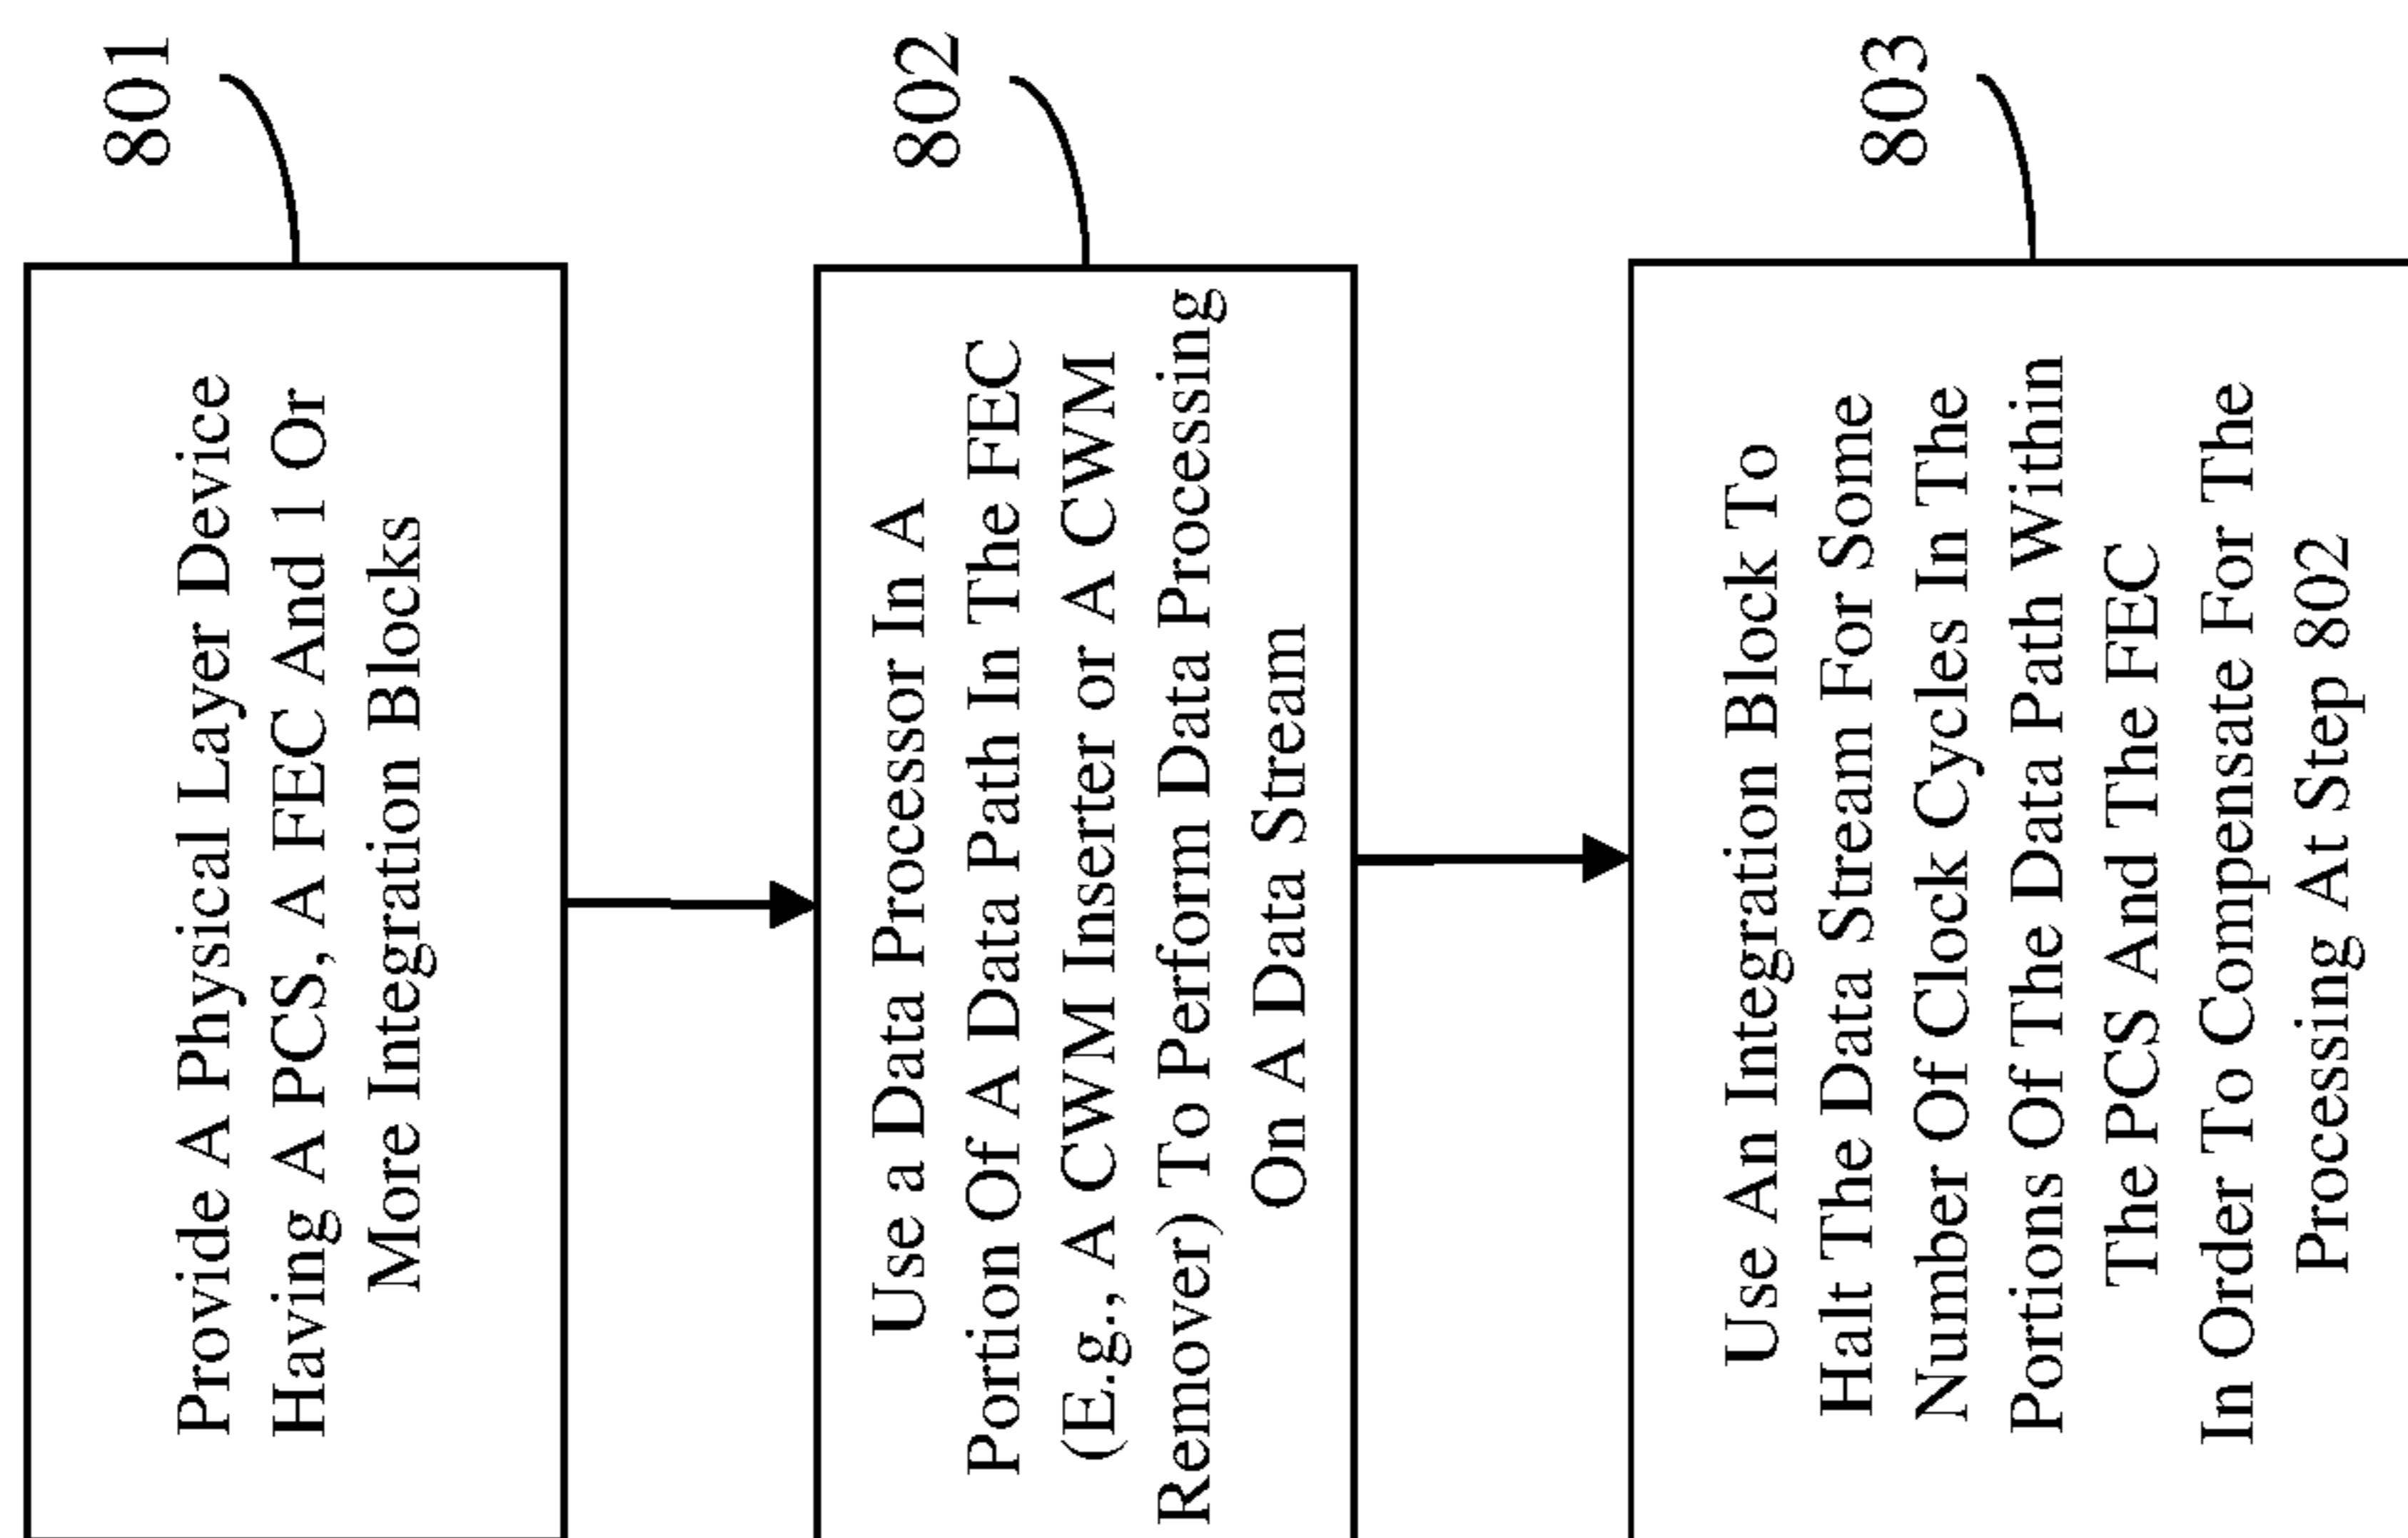 801
Provide A Physical Layer Device
Having A PCS, A FEC And 1 Or
More Integration Blocks
802
Use a Data Processor In A
Portion Of A Data Path In The FEC
(E.g., A CWM Inserter or A CWM
Remover) To Perform Data Processing
On A Data Stream
803
Use An Integration Block To
Halt The Data Stream For Some
Number Of Clock Cycles In The
Portions Of The Data Path Within
The PCS And The FEC
In Order To Compensate For The
Processing At Step 802